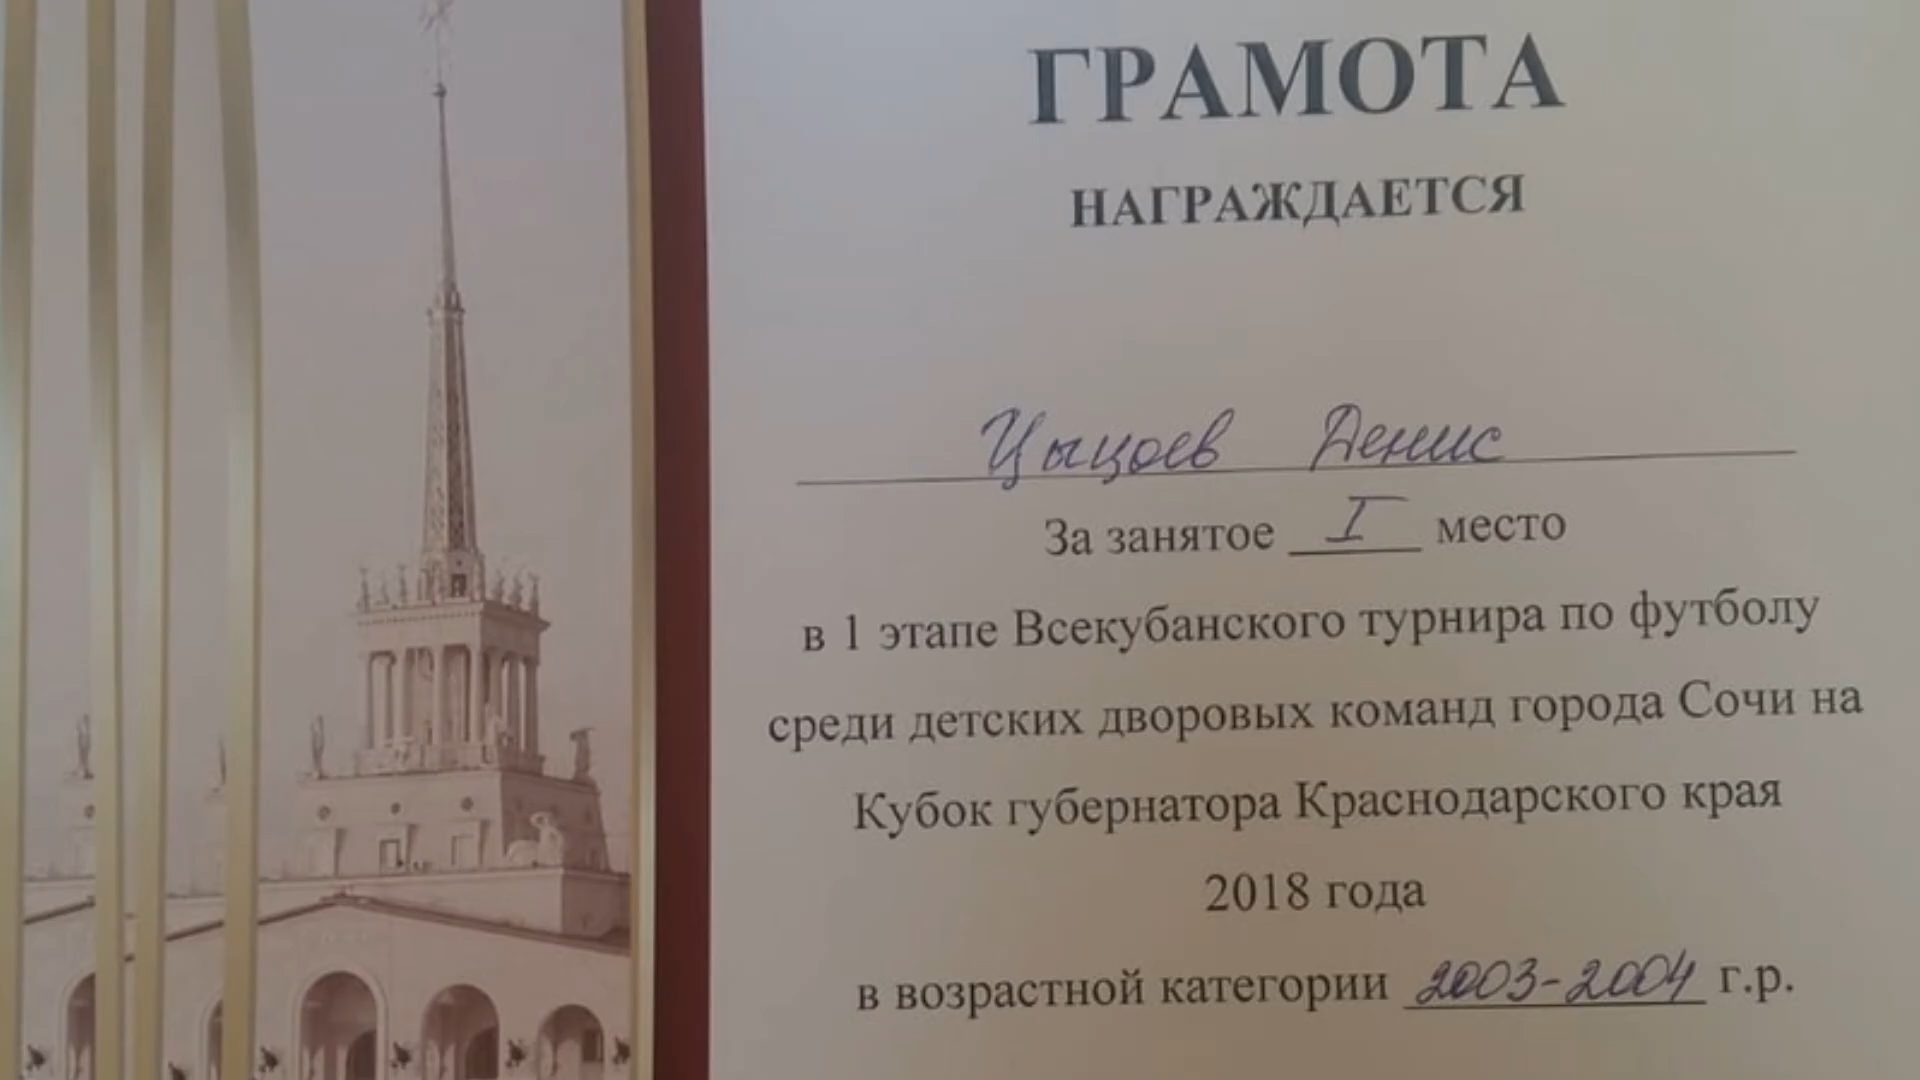 ГРАМОТА
НАГРАЖДАЕТСЯ
Цыцоев Денис
За занятое I место
в 1 этапе Всекубанского турнира по футболу
среди детских дворовых команд города Сочи на
Кубок губернатора Краснодарского края
2018 года
в возрастной категории 2003-2004 г.р.